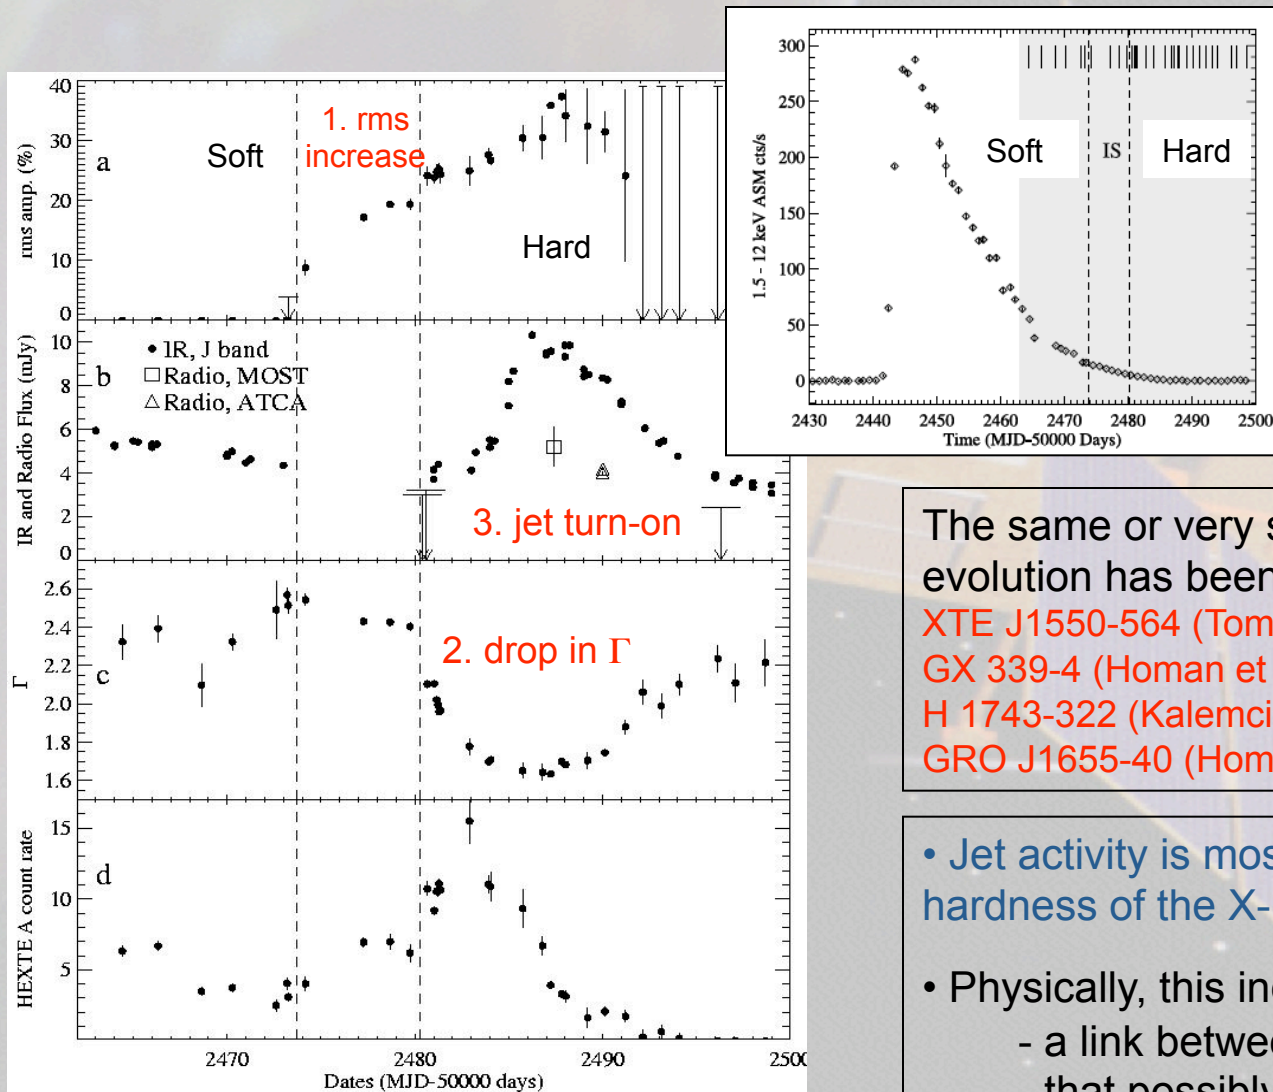 40
30
20
10
0
rms amp. (%)
a
Soft
1. rms
increase
Hard
10
8
6
4
2
0
IR and Radio Flux (mJy)
b
IR, J band
Radio, MOST
Radio, ATCA
3. jet turn-on
2.6
2.4
2.2
2.0
1.8
1.6
Γ
c
2. drop in Γ
15
10
5
HEXTE A count rate
d
2470
2480
2490
2500
Dates (MJD-50000 days)
300
250
200
150
100
50
0
1.5 - 12 keV ASM cts/s
Soft
IS
Hard
2430
2440
2450
2460
2470
2480
2490
2500
Time (MJD-50000 Days)
The same or very s
evolution has been
XTE J1550-564 (Tom
GX 339-4 (Homan et
H 1743-322 (Kalemci
GRO J1655-40 (Hom
• Jet activity is mos
hardness of the X-
• Physically, this in
- a link betwee
that possibly